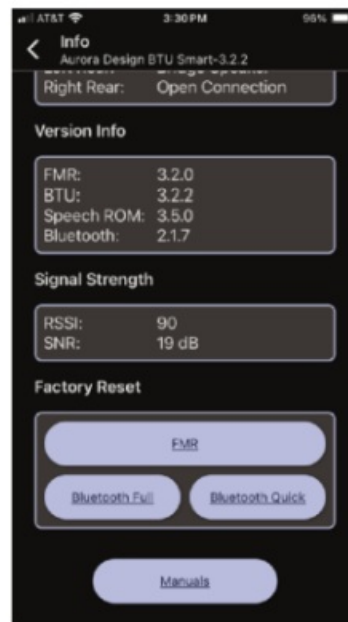 AT&T 3:30 PM 96%
Info
Aurora Design BTU Smart-3.2.2
Right Rear: Open Connection
Version Info
FMR: 3.2.0
BTU: 3.2.2
Speech ROM: 3.5.0
Bluetooth: 2.1.7
Signal Strength
RSSI: 90
SNR: 19 dB
Factory Reset
FMR
Bluetooth Full Bluetooth Quick
Manuals